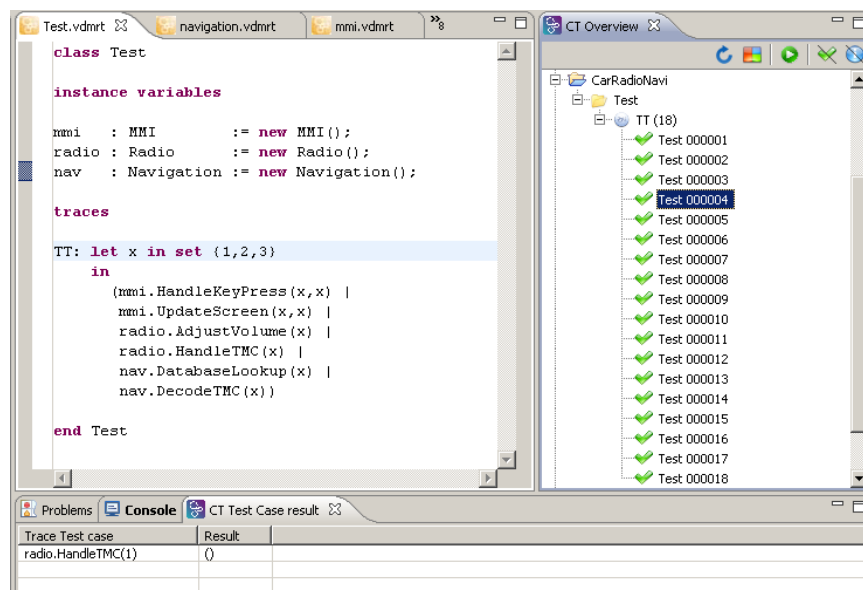 Test.vdmrt
navigation.vdmrt
mmi.vdmrt
»8
class Test
instance variables
mmi : MMI := new MMI();
radio : Radio := new Radio();
nav : Navigation := new Navigation();
traces
TT: let x in set {1,2,3}
in
(mmi.HandleKeyPress(x,x) |
mmi.UpdateScreen(x,x) |
radio.AdjustVolume(x) |
radio.HandleTMC(x) |
nav.DatabaseLookup(x) |
nav.DecodeTMC(x))
end Test
CT Overview
CarRadioNavi
Test
TT (18)
Test 000001
Test 000002
Test 000003
Test 000004
Test 000005
Test 000006
Test 000007
Test 000008
Test 000009
Test 000010
Test 000011
Test 000012
Test 000013
Test 000014
Test 000015
Test 000016
Test 000017
Test 000018
Problems
Console
CT Test Case result
Trace Test case Result
radio.HandleTMC(1) ()